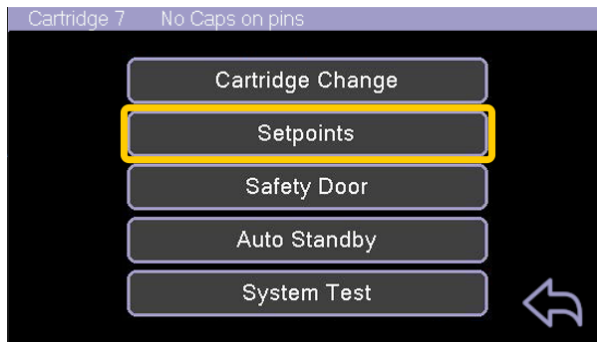 Cartridge 7 No Caps on pins
Cartridge Change
Setpoints
Safety Door
Auto Standby
System Test